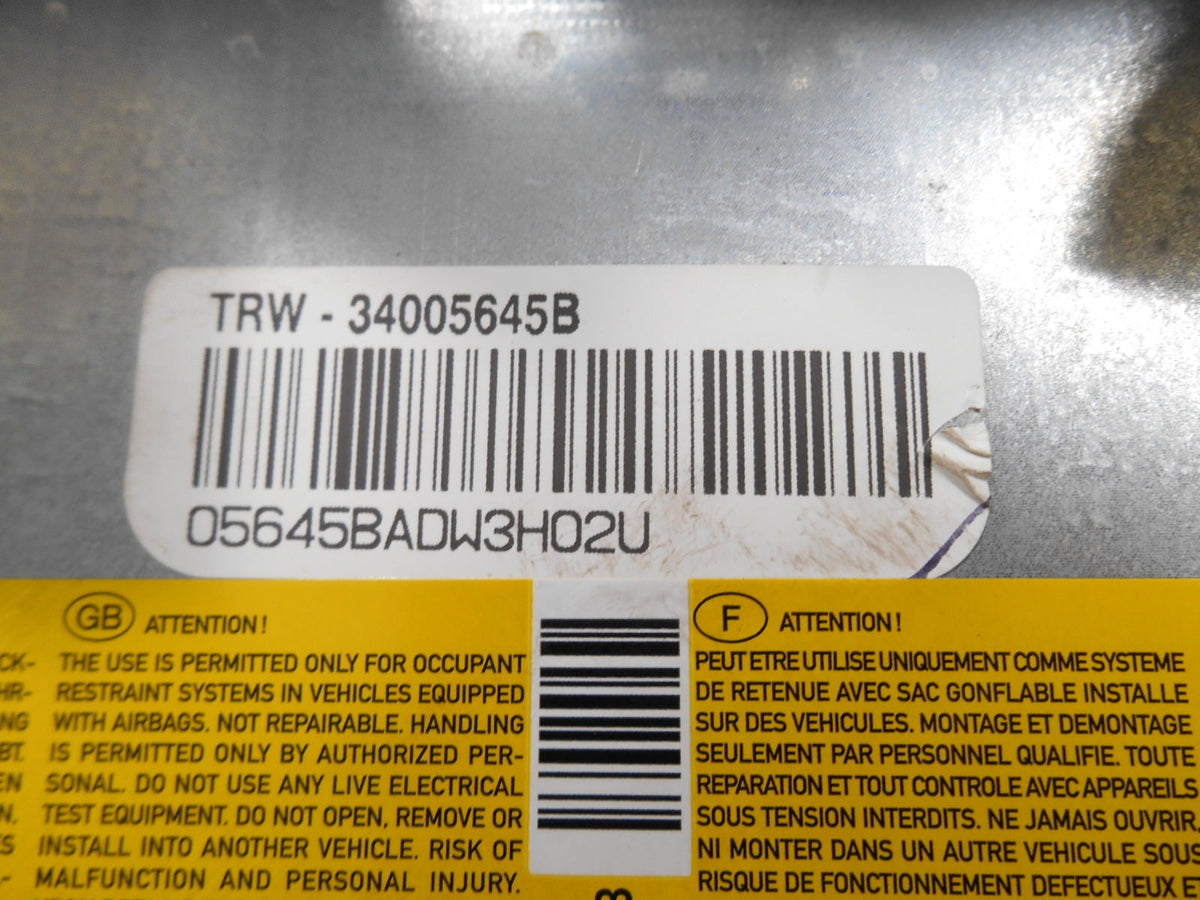 TRW - 34005645B
05645BADW3H02U
GB ATTENTION!
THE USE IS PERMITTED ONLY FOR OCCUPANT
RESTRAINT SYSTEMS IN VEHICLES EQUIPPED
WITH AIRBAGS. NOT REPAIRABLE. HANDLING
IS PERMITTED ONLY BY AUTHORIZED PER-
SONAL. DO NOT USE ANY LIVE ELECTRICAL
TEST EQUIPMENT. DO NOT OPEN, REMOVE OR
INSTALL INTO ANOTHER VEHICLE. RISK OF
MALFUNCTION AND PERSONAL INJURY.
F ATTENTION!
PEUT ETRE UTILISE UNIQUEMENT COMME SYSTEME
DE RETENUE AVEC SAC GONFLABLE INSTALLE
SUR DES VEHICULES. MONTAGE ET DEMONTAGE
SEULEMENT PAR PERSONNEL QUALIFIE. TOUTE
REPARATION ET TOUT CONTROLE AVEC APPAREILS
SOUS TENSION INTERDITS. NE JAMAIS OUVRIR,
NI MONTER DANS UN AUTRE VEHICULE SOUS
RISQUE DE FONCTIONNEMENT DEFECTUEUX E